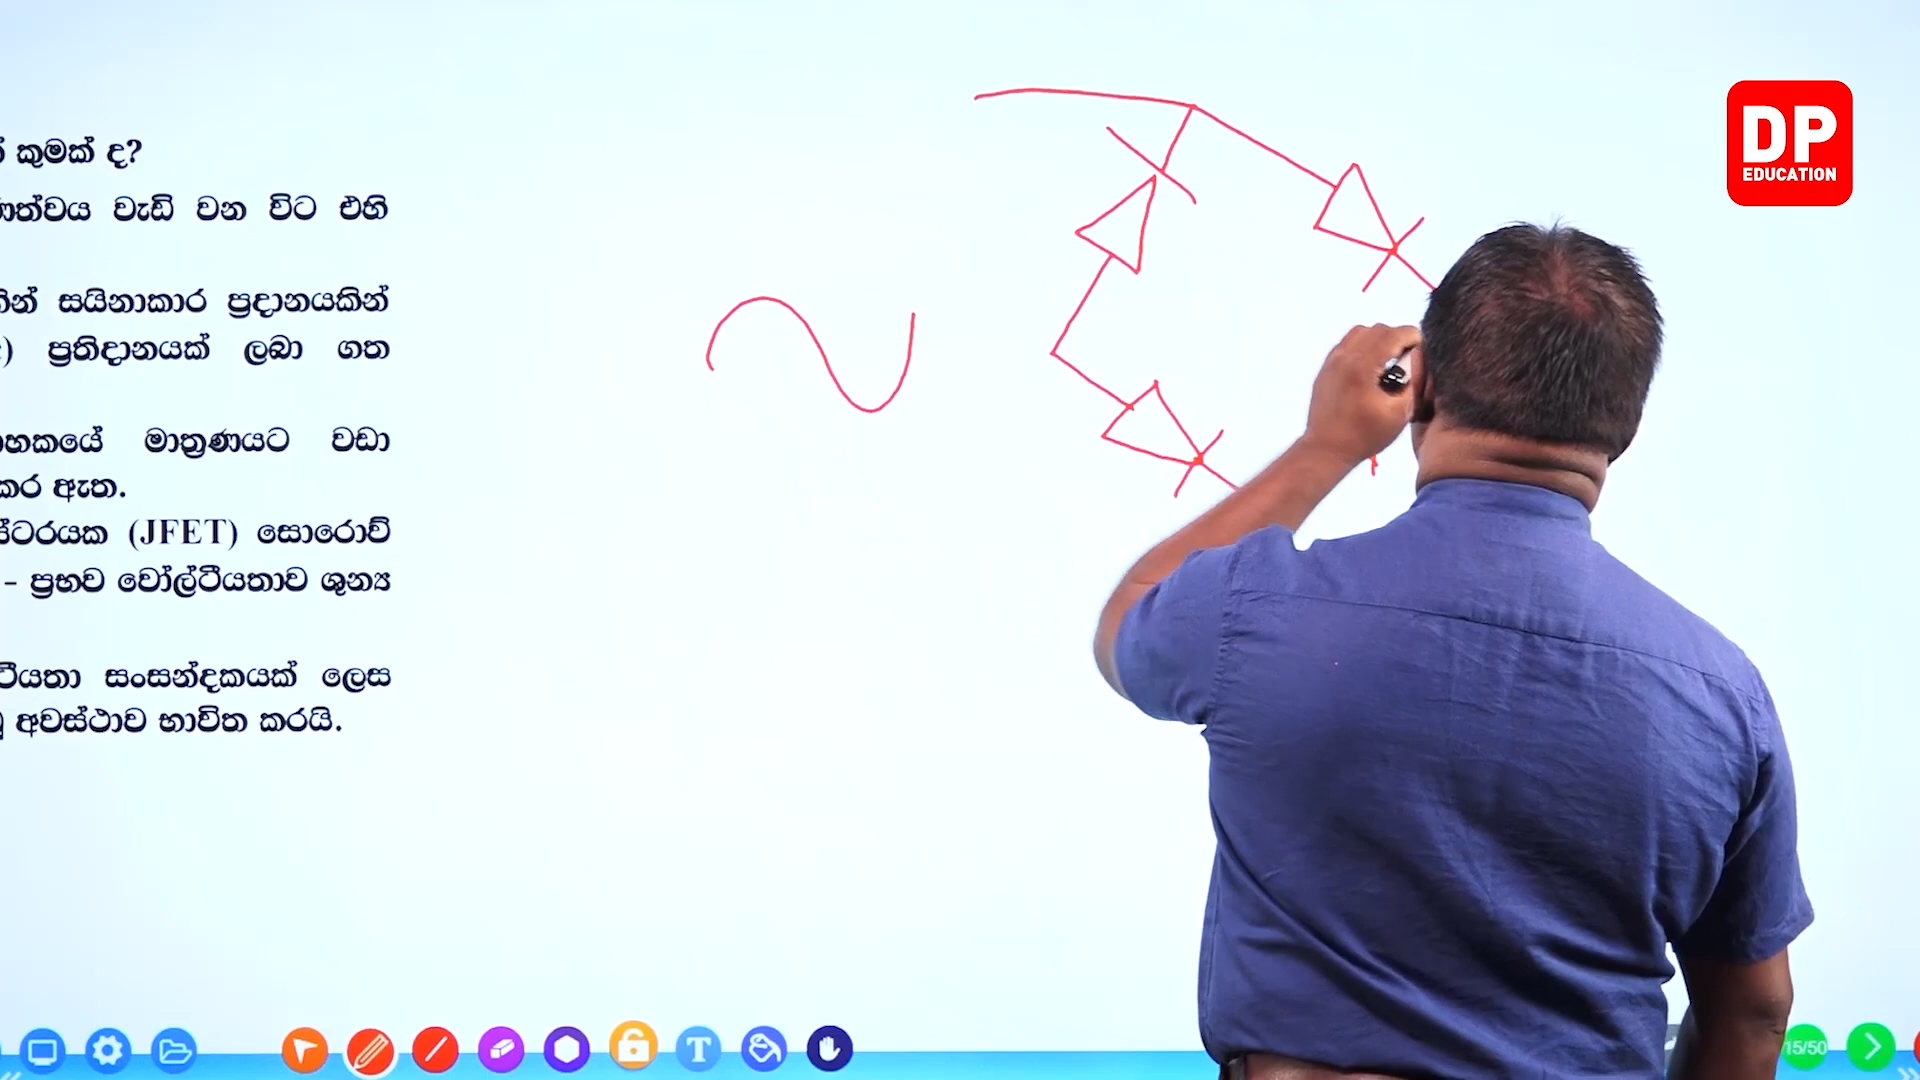 කුමක් ද?
වැඩි වන විට එහි
සයිනාකාර ප්‍රදානයකින්
ප්‍රතිදානයක් ලබා ගත
මාත්‍රණයට වඩා
කර ඇත.
(JFET) සොරොව්
– ප්‍රභව වෝල්ටීයතාව ශුන්‍ය
සංසන්දකයක් ලෙස
අවස්ථාව භාවිත කරයි.
DP
EDUCATION
T
15/50